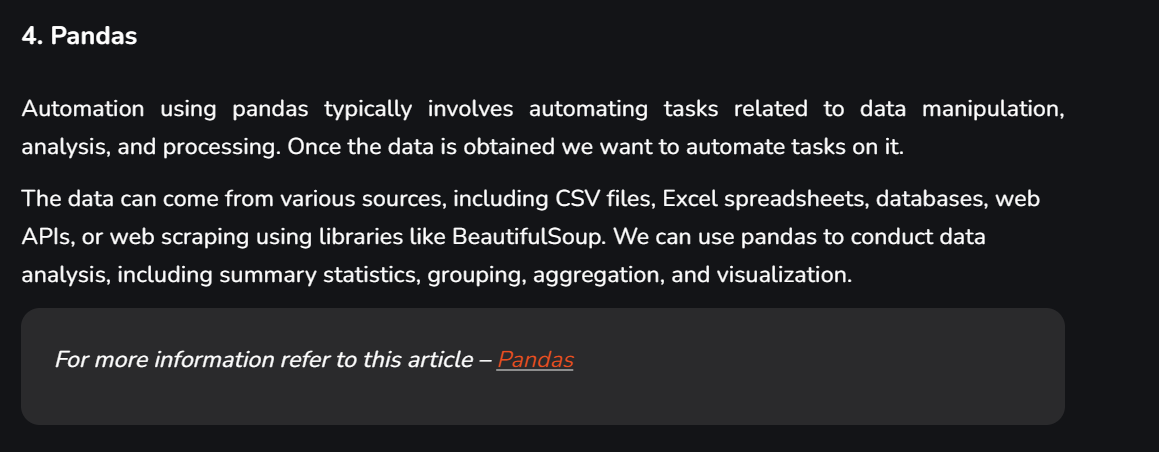 4. Pandas
Automation using pandas typically involves automating tasks related to data manipulation,
analysis, and processing. Once the data is obtained we want to automate tasks on it.
The data can come from various sources, including CSV files, Excel spreadsheets, databases, web
APIs, or web scraping using libraries like BeautifulSoup. We can use pandas to conduct data
analysis, including summary statistics, grouping, aggregation, and visualization.
For more information refer to this article – Pandas